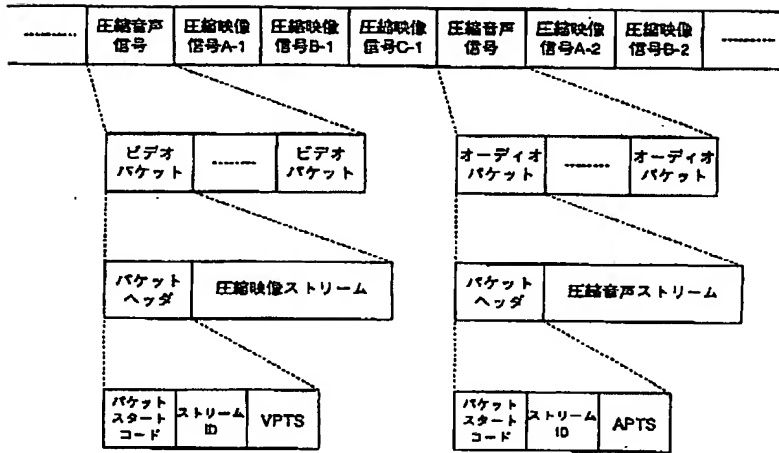 ………
圧縮音声
信号
圧縮映像
信号A-1
圧縮映像
信号B-1
圧縮映像
信号C-1
圧縮音声
信号
圧縮映像
信号A-2
圧縮映像
信号B-2
………
ビデオ
パケット
………
ビデオ
パケット
オーディオ
パケット
………
オーディオ
パケット
パケット
ヘッダ
圧縮映像ストリーム
パケット
ヘッダ
圧縮音声ストリーム
パケット
スタート
コード
ストリーム
ID
VPTS
パケット
スタート
コード
ストリーム
ID
APTS